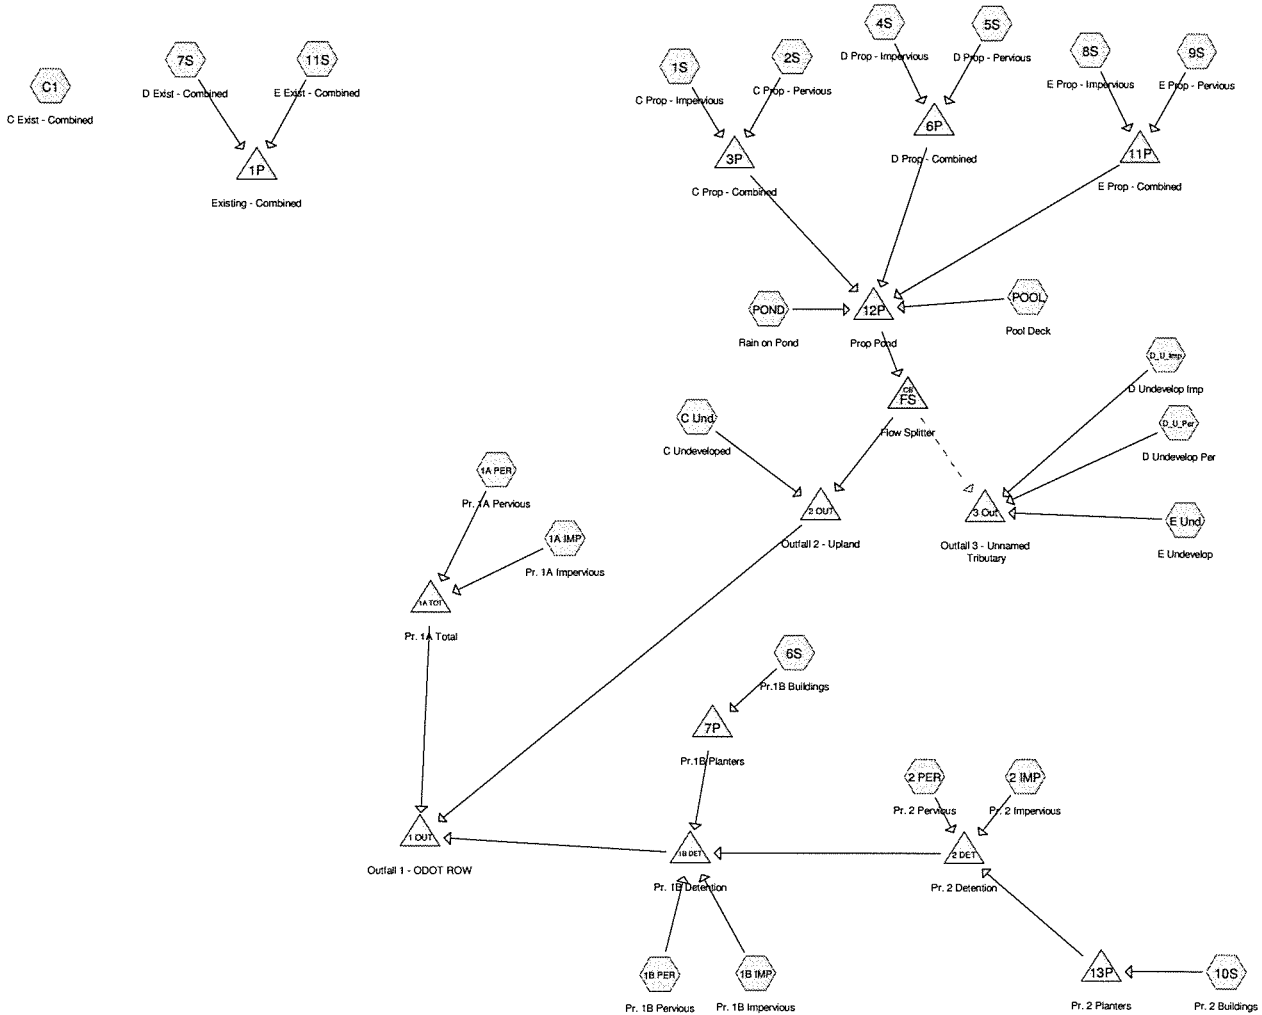 4S
5S
D Prop - Impervious
D Prop - Pervious
7S
11S
D Exist - Combined
E Exist - Combined
C1
C Exist - Combined
1S
2S
C Prop - Impervious
C Prop - Pervious
8S
9S
E Prop - Impervious
E Prop - Pervious
1P
Existing - Combined
3P
C Prop - Combined
6P
D Prop - Combined
11P
E Prop - Combined
POND
Rain on Pond
12P
Prop Pond
POOL
Pool Deck
CB
FS
Flow Splitter
D_U_Imp
D Undevelop Imp
C Und
C Undeveloped
D_U_Per
D Undevelop Per
1A PER
Pr. 1A Pervious
2 OUT
Outfall 2 - Upland
3 Out
Outfall 3 - Unnamed
Tributary
E Und
E Undevelop
1A IMP
Pr. 1A Impervious
1A TOT
Pr. 1A Total
6S
Pr.1B Buildings
7P
Pr.1B Planters
2 PER
2 IMP
Pr. 2 Pervious
Pr. 2 Impervious
1 OUT
Outfall 1 - ODOT ROW
1B DET
Pr. 1B Detention
2 DET
Pr. 2 Detention
1B PER
1B IMP
Pr. 1B Pervious
Pr. 1B Impervious
13P
Pr. 2 Planters
10S
Pr. 2 Buildings